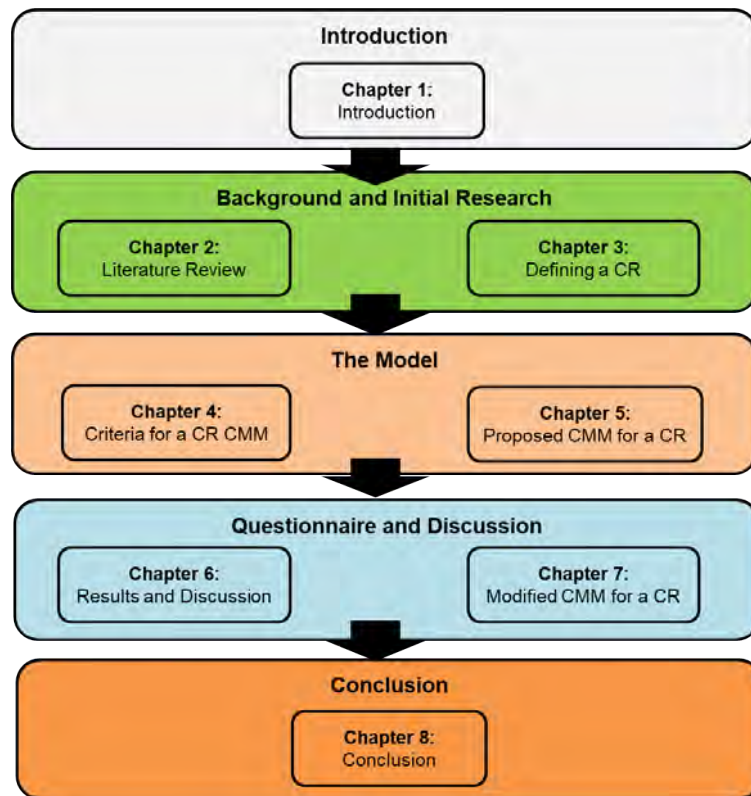 Introduction
Chapter 1:
Introduction
Background and Initial Research
Chapter 2:
Literature Review
Chapter 3:
Defining a CR
The Model
Chapter 4:
Criteria for a CR CMM
Chapter 5:
Proposed CMM for a CR
Questionnaire and Discussion
Chapter 6:
Results and Discussion
Chapter 7:
Modified CMM for a CR
Conclusion
Chapter 8:
Conclusion